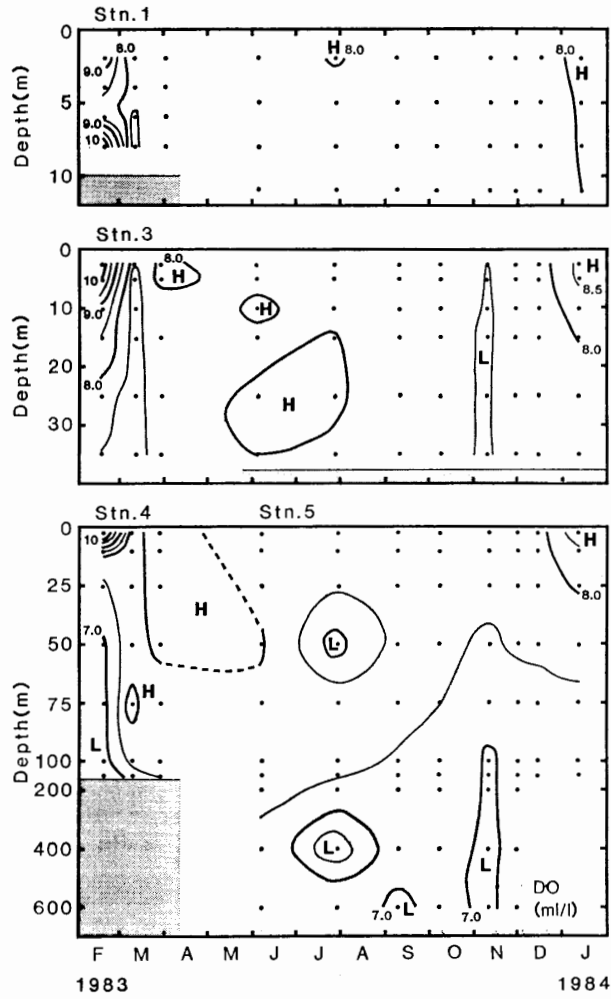 Stn.1
0
5
10
Depth(m)
8.0
9.0
9.0
10
H
8.0
8.0
H
Stn.3
0
10
20
30
Depth(m)
10
9.0
8.0
8.0
H
H
H
L
H
8.5
8.0
Stn.4 Stn.5
0
25
50
75
100
200
400
600
Depth(m)
10
7.0
H
H
L
L
L
7.0
L
L
7.0
H
8.0
DO
(ml/l)
F M A M J J A S O N D J
1983 1984